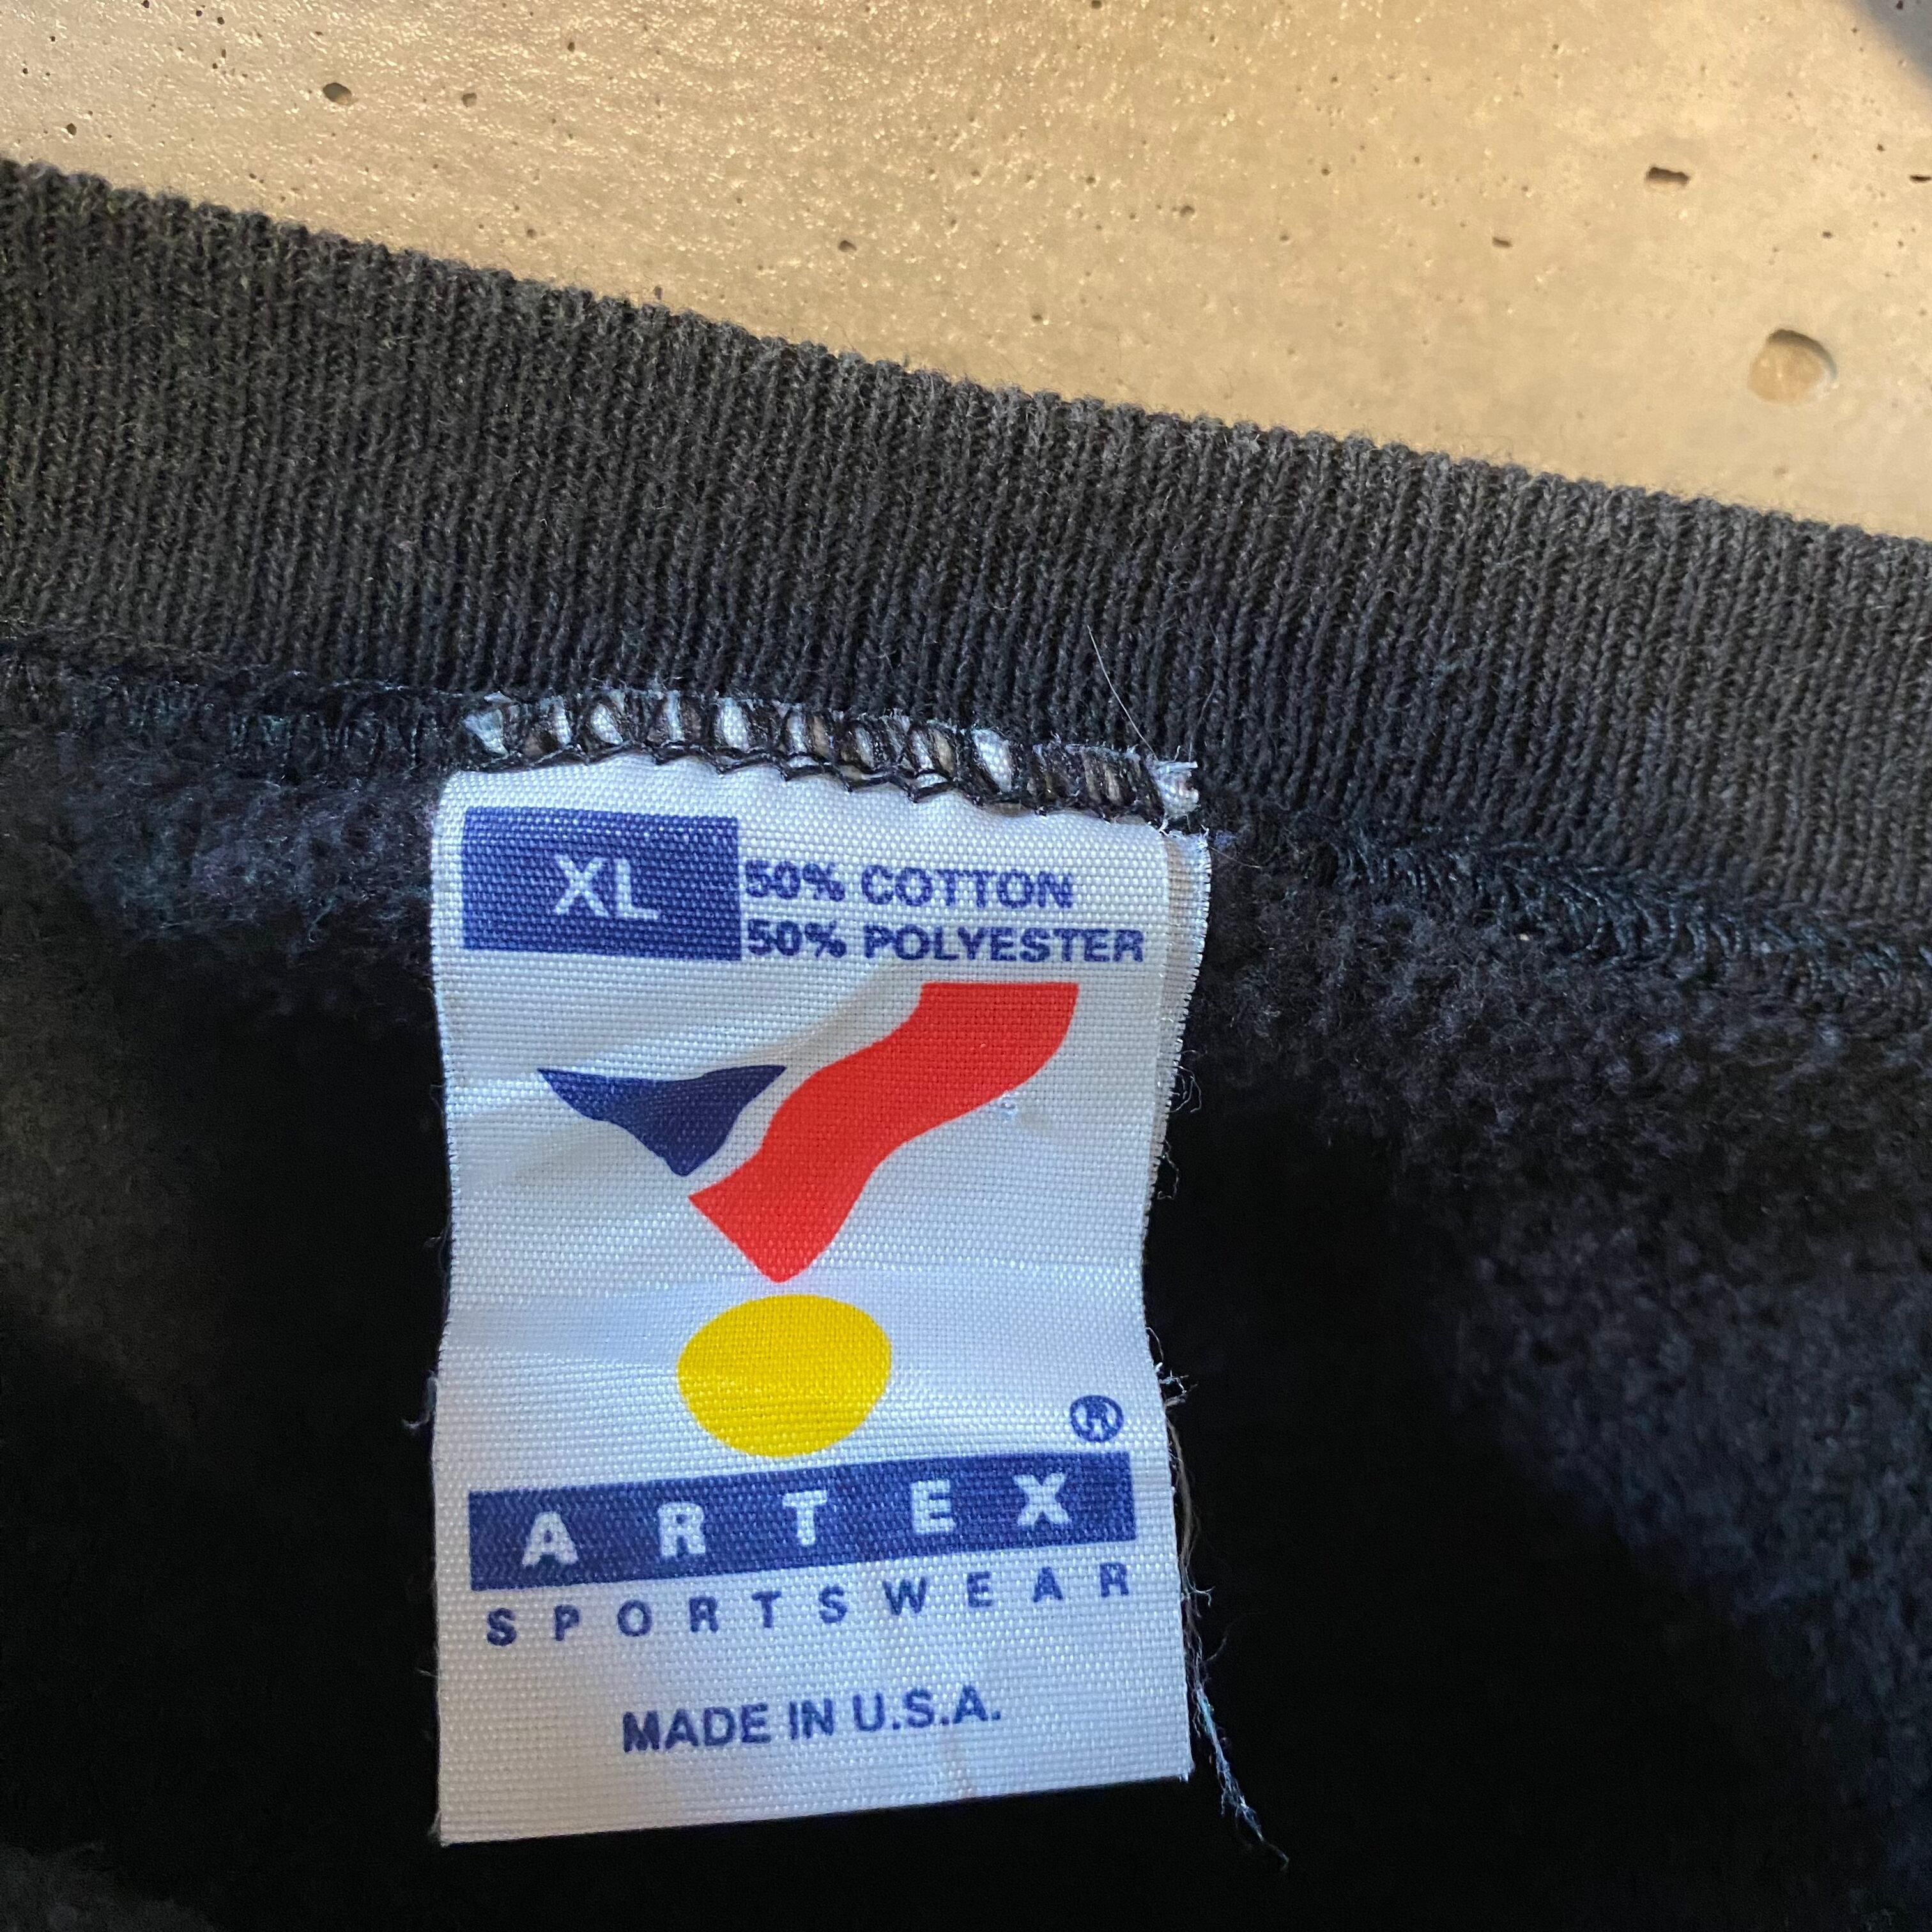 XL
50% COTTON
50% POLYESTER
®
ARTEX
SPORTSWEAR
MADE IN U.S.A.